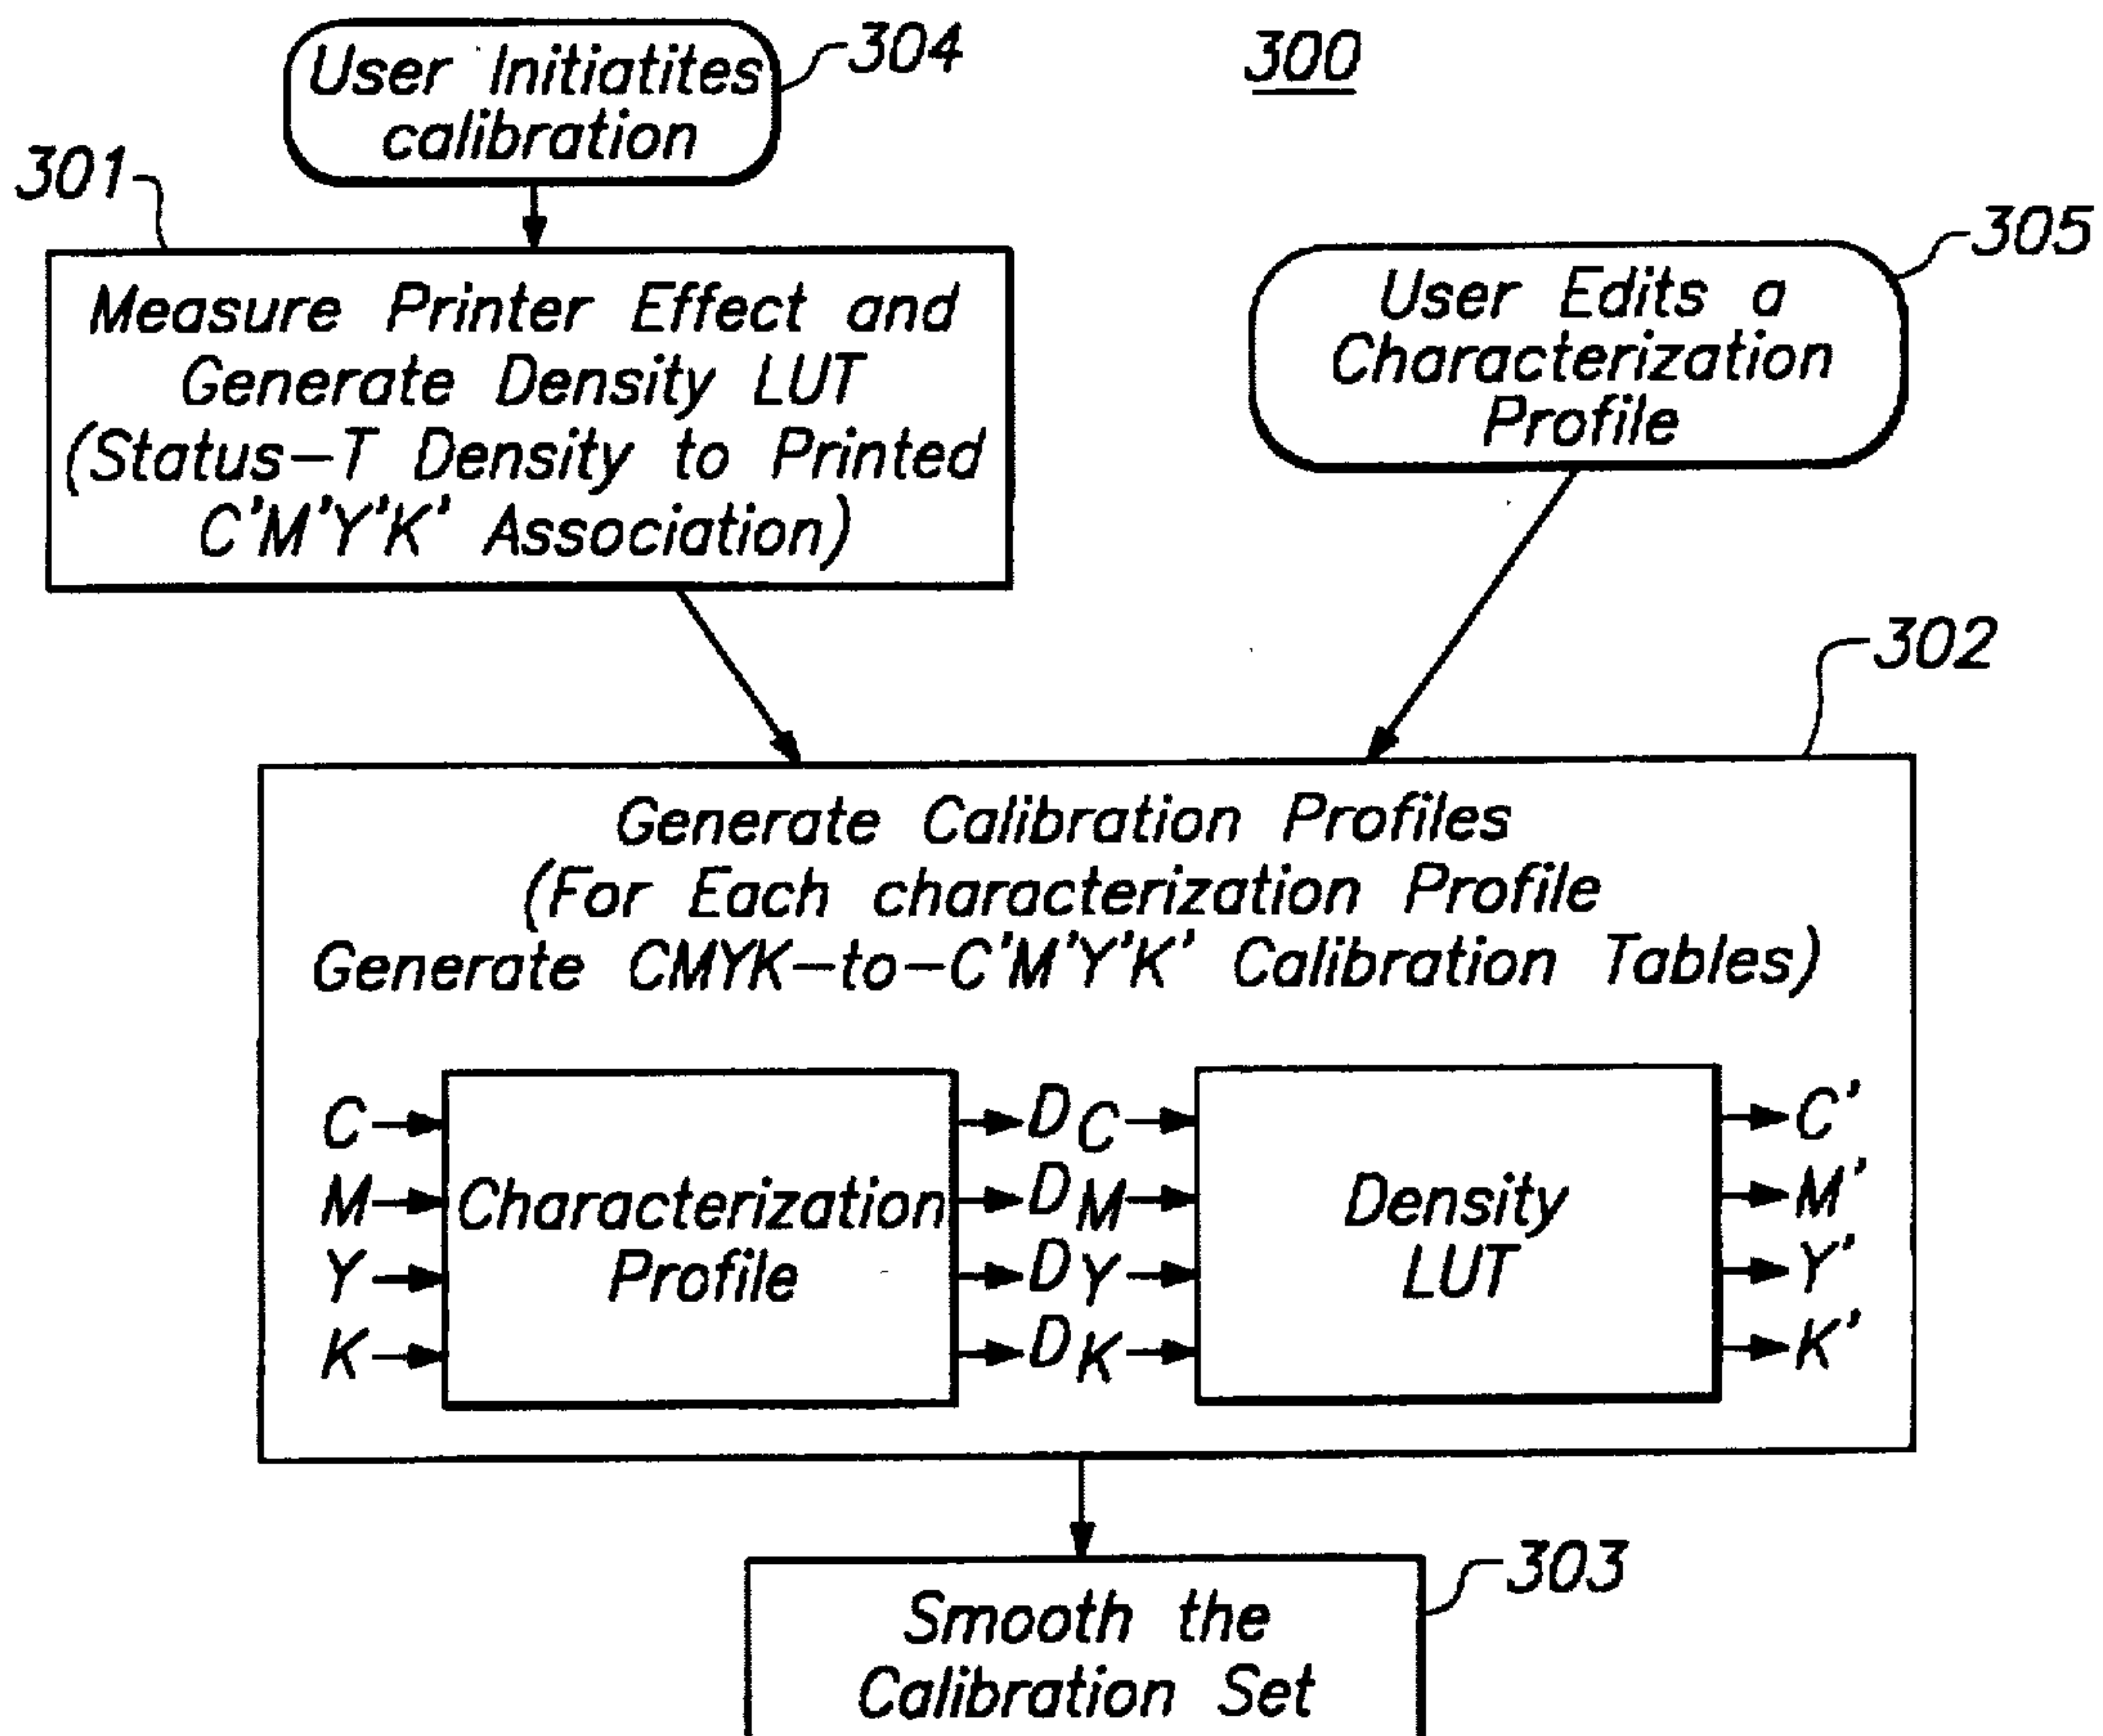 User Initiatites
calibration
304
300
301
Measure Printer Effect and
Generate Density LUT
(Status-T Density to Printed
C'M'Y'K' Association)
305
User Edits a
Characterization
Profile
302
Generate Calibration Profiles
(For Each characterization Profile
Generate CMYK-to-C'M'Y'K' Calibration Tables)
C
M
Y
K
Characterization
Profile
DC
DM
DY
DK
Density
LUT
C'
M'
Y'
K'
303
Smooth the
Calibration Set